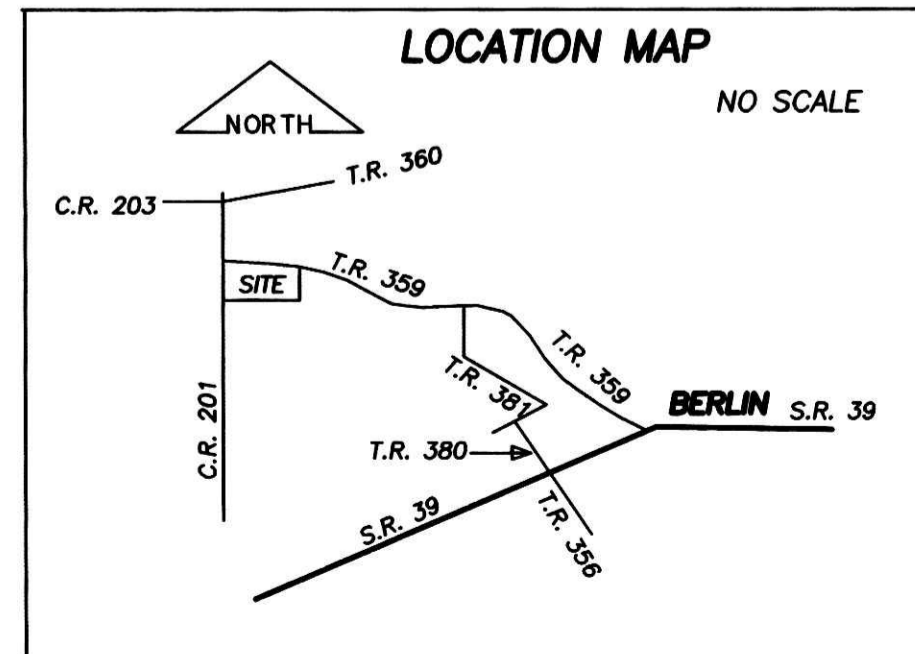 LOCATION MAP
NO SCALE
NORTH
T.R. 360
C.R. 203
T.R. 359
SITE
T.R. 359
T.R. 381
BERLIN S.R. 39
C.R. 201
T.R. 380
S.R. 39
T.R. 356